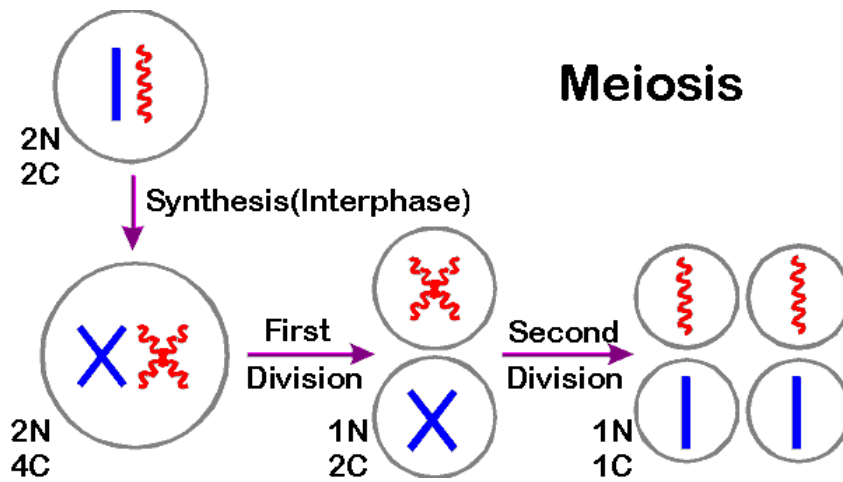 Meiosis
2N
2C
Synthesis(Interphase)
2N
4C
First
Division
1N
2C
Second
Division
1N
1C